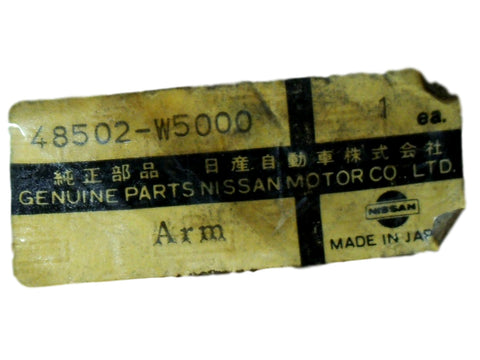 48502-W5000 1 ea.
純正部品 日産自動車株式会社
GENUINE PARTS NISSAN MOTOR CO., LTD.
Arm
NISSAN
MADE IN JAP